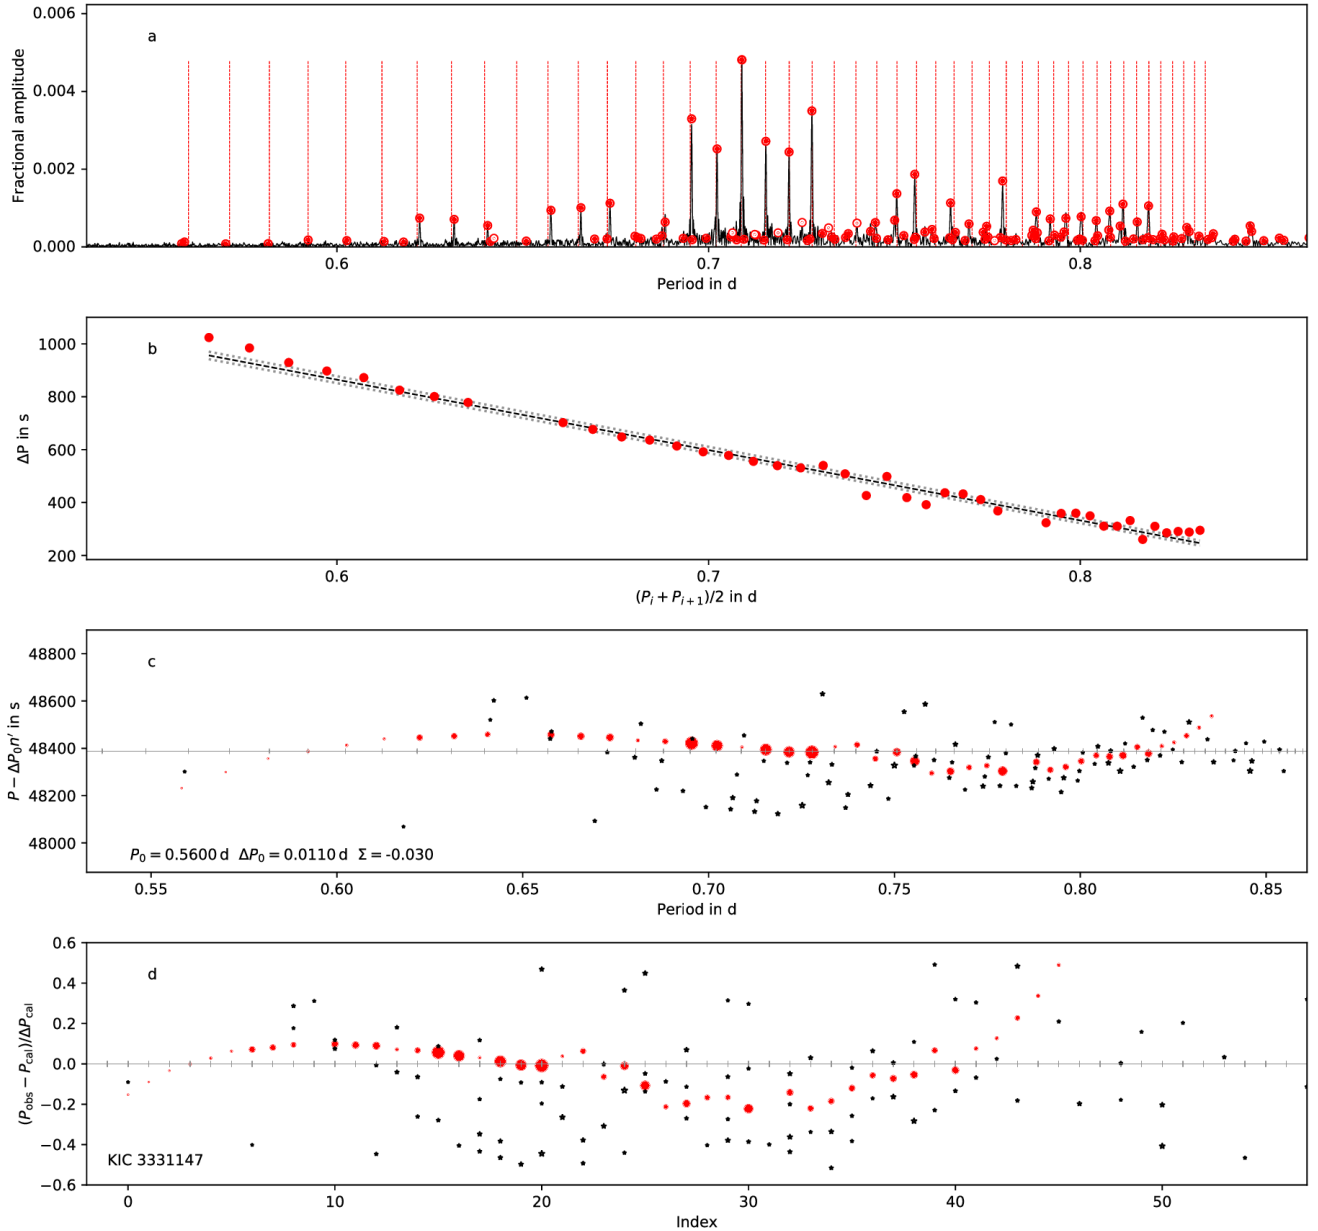 a
Fractional amplitude
0.006
0.004
0.002
0.000
0.6 0.7 0.8
Period in d
b
ΔP in s
1000
800
600
400
200
0.6 0.7 0.8
(P_i + P_{i+1})/2 in d
c
P − ΔP₀n′ in s
48800
48600
48400
48200
48000
P₀ = 0.5600 d ΔP₀ = 0.0110 d Σ = -0.030
0.55 0.60 0.65 0.70 0.75 0.80 0.85
Period in d
d
(P_obs − P_cal))/ΔP_cal
0.6
0.4
0.2
0.0
−0.2
−0.4
−0.6
KIC 3331147
0 10 20 30 40 50
Index